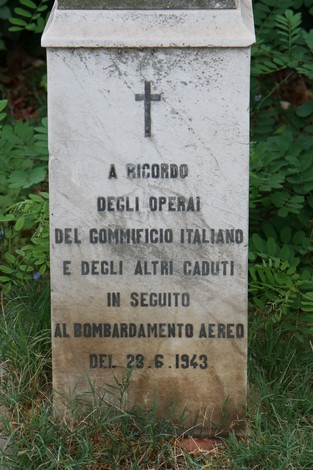 A RICORDO
DEGLI OPERAI
DEL GOMMIFICIO ITALIANO
E DEGLI ALTRI CADUTI
IN SEGUITO
AL BOMBARDAMENTO AEREO
DEL 28.6.1943